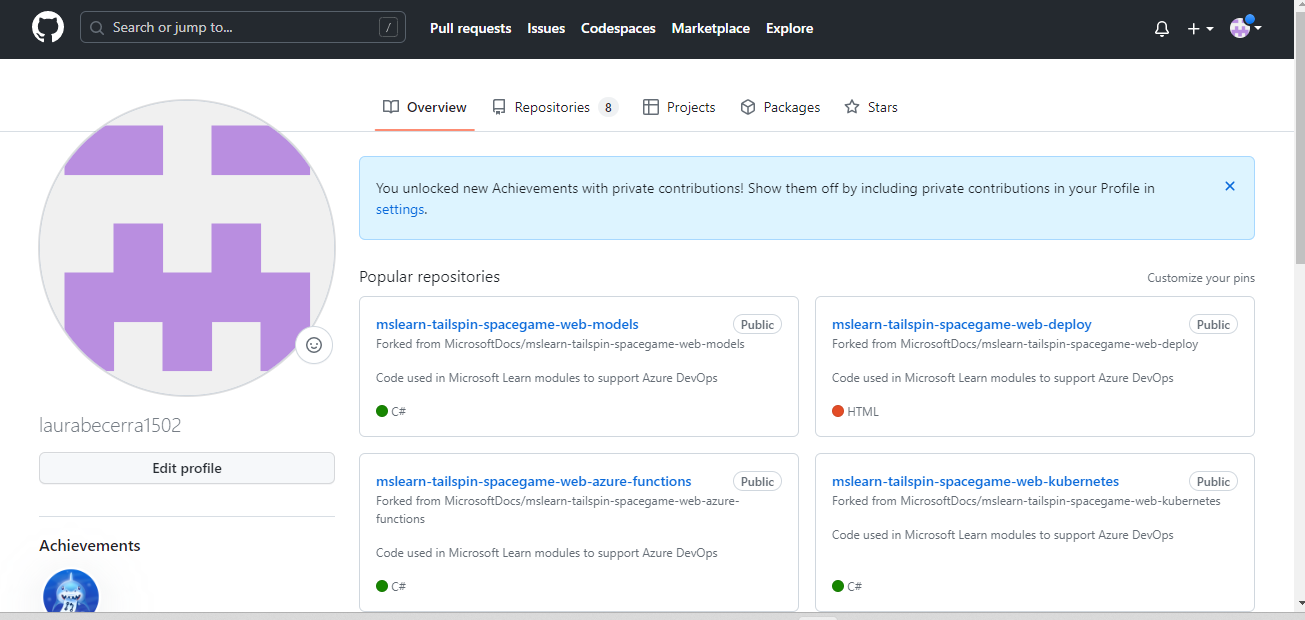 Search or jump to... /
Pull requests Issues Codespaces Marketplace Explore
Overview Repositories 8 Projects Packages Stars
You unlocked new Achievements with private contributions! Show them off by including private contributions in your Profile in
settings.
Popular repositories
Customize your pins
mslearn-tailspin-spacegame-web-models Public
Forked from MicrosoftDocs/mslearn-tailspin-spacegame-web-models
Code used in Microsoft Learn modules to support Azure DevOps
C#
mslearn-tailspin-spacegame-web-deploy Public
Forked from MicrosoftDocs/mslearn-tailspin-spacegame-web-deploy
Code used in Microsoft Learn modules to support Azure DevOps
HTML
mslearn-tailspin-spacegame-web-azure-functions Public
Forked from MicrosoftDocs/mslearn-tailspin-spacegame-web-azure-
functions
Code used in Microsoft Learn modules to support Azure DevOps
C#
mslearn-tailspin-spacegame-web-kubernetes Public
Forked from MicrosoftDocs/mslearn-tailspin-spacegame-web-kubernetes
Code used in Microsoft Learn modules to support Azure DevOps
C#
laurabecerra1502
Edit profile
Achievements